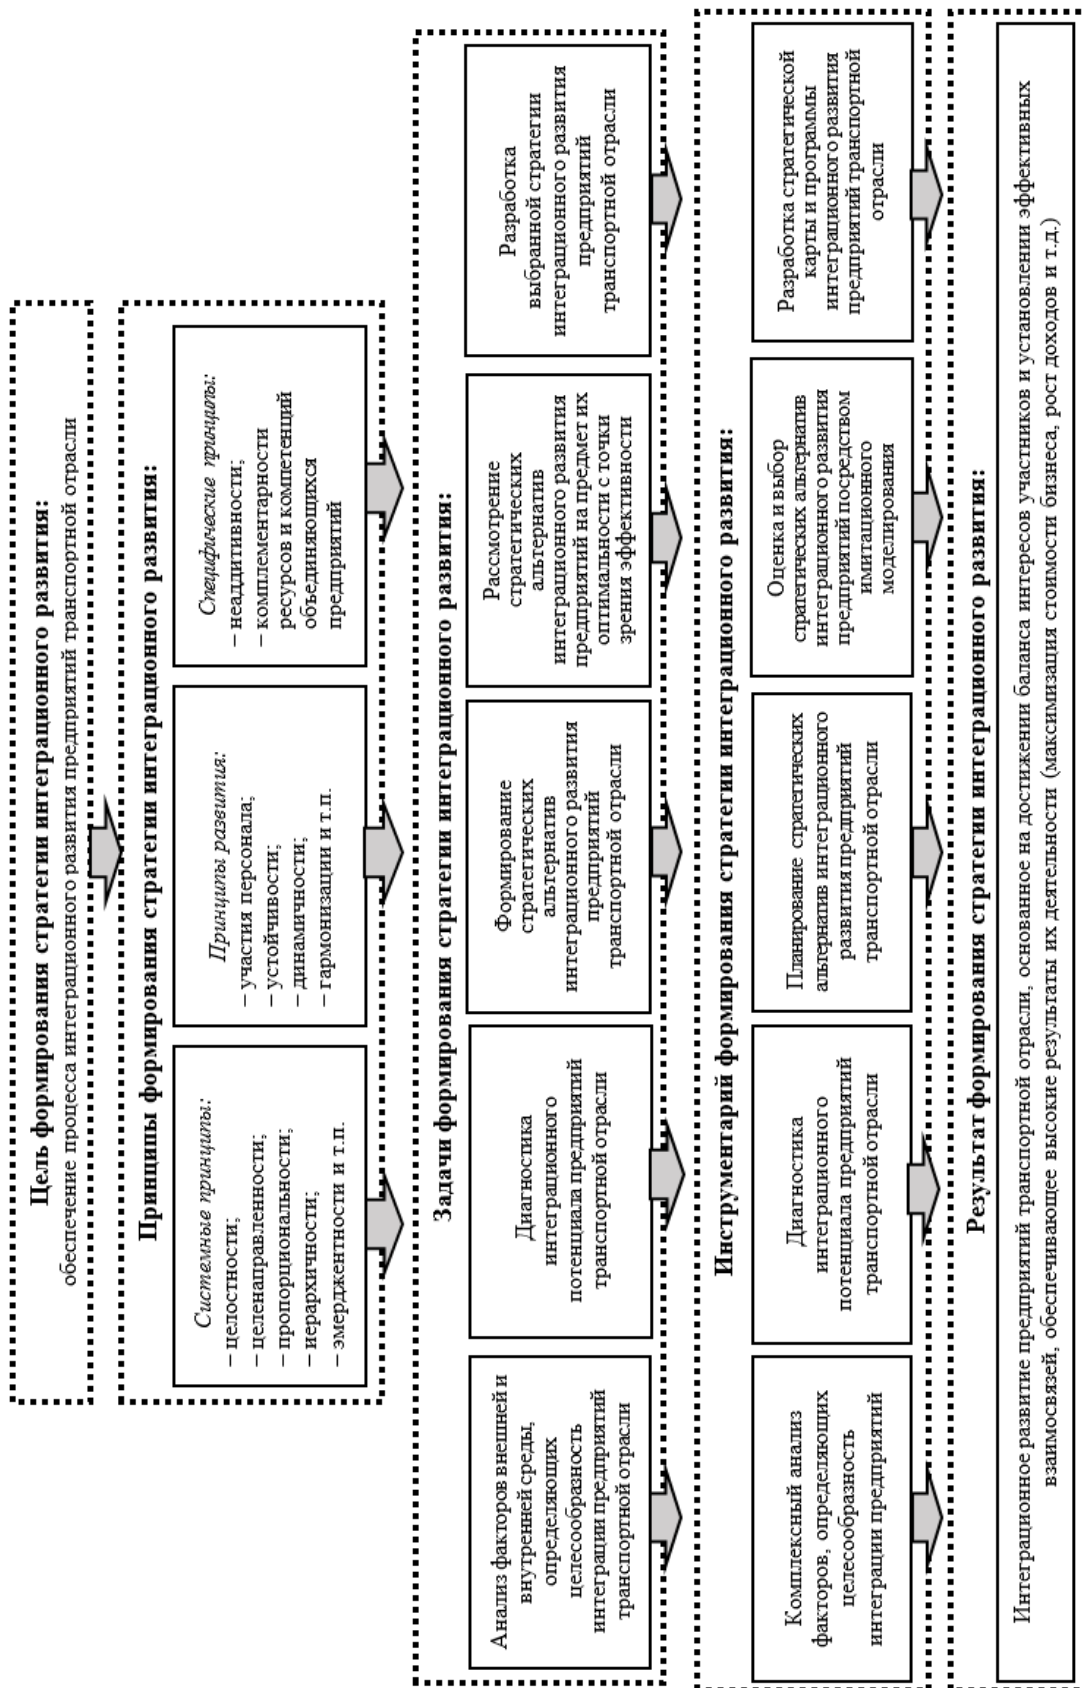 Цель формирования стратегии интеграционного развития:
обеспечение процесса интеграционного развития предприятий транспортной отрасли
Принципы формирования стратегии интеграционного развития:
Системные принципы:
– целостности;
– целенаправленности;
– пропорциональности;
– иерархичности;
– эмерджентности и т.п.
Принципы развития:
– участия персонала;
– устойчивости;
– динамичности;
– гармонизации и т.п.
Специфические принципы:
– неаддитивности;
– комплементарности
ресурсов и компетенций
объединяющихся
предприятий
Задачи формирования стратегии интеграционного развития:
Анализ факторов внешней и
внутренней среды,
определяющих
целесообразность
интеграции предприятий
транспортной отрасли
Диагностика
интеграционного
потенциала предприятий
транспортной отрасли
Формирование
стратегических
альтернатив
интеграционного развития
предприятий
транспортной отрасли
Рассмотрение
стратегических
альтернатив
интеграционного развития
предприятий на предмет их
оптимальности с точки
зрения эффективности
Разработка
выбранной стратегии
интеграционного развития
предприятий
транспортной отрасли
Инструментарий формирования стратегии интеграционного развития:
Комплексный анализ
факторов, определяющих
целесообразность
интеграции предприятий
Диагностика
интеграционного
потенциала предприятий
транспортной отрасли
Планирование стратегических
альтернатив интеграционного
развития предприятий
транспортной отрасли
Оценка и выбор
стратегических альтернатив
интеграционного развития
предприятий посредством
имитационного
моделирования
Разработка стратегической
карты и программы
интеграционного развития
предприятий транспортной
отрасли
Результат формирования стратегии интеграционного развития:
Интеграционное развитие предприятий транспортной отрасли, основанное на достижении баланса интересов участников и установлении эффективных
взаимосвязей, обеспечивающее высокие результаты их деятельности (максимизация стоимости бизнеса, рост доходов и т.д.)